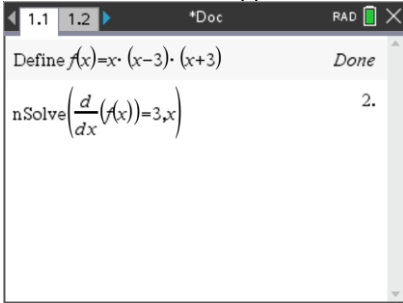 1.1 1.2 *Doc RAD
Define f(x)=x· (x−3)· (x+3) Done
nSolve(d/dx(f(x))=3,x) 2.